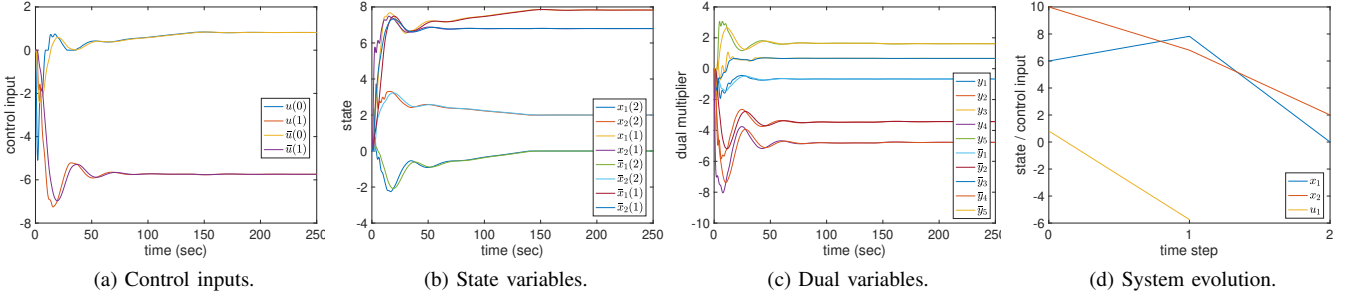 2
0
-2
-4
-6
-8
control input
0
50
100
150
200
250
time (sec)
u(0)
u(1)
ū(0)
ū(1)
(a) Control inputs.
8
6
4
2
0
-2
-4
state
0
50
100
150
200
250
time (sec)
x₁(2)
x₂(2)
x₁(1)
x₂(1)
x̄₁(2)
x̄₂(2)
x̄₁(1)
x̄₂(1)
(b) State variables.
4
2
0
-2
-4
-6
-8
-10
dual multiplier
0
50
100
150
200
250
time (sec)
y₁
y₂
y₃
y₄
y₅
ȳ₁
ȳ₂
ȳ₃
ȳ₄
ȳ₅
(c) Dual variables.
10
8
6
4
2
0
-2
-4
-6
state / control input
0
1
2
time step
x₁
x₂
u₁
(d) System evolution.